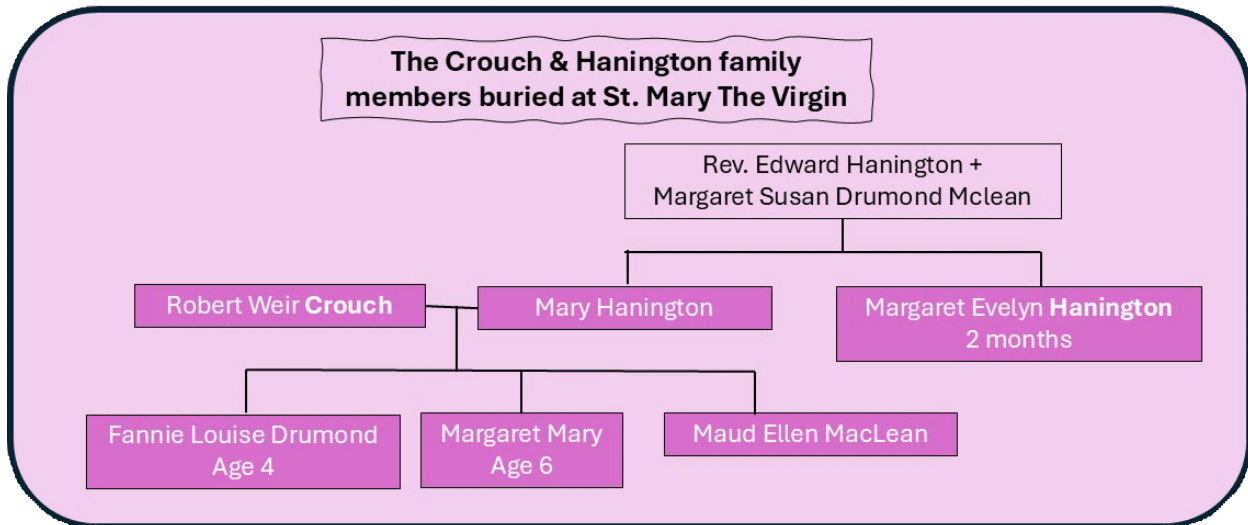 The Crouch & Hanington family
members buried at St. Mary The Virgin
Rev. Edward Hanington +
Margaret Susan Drumond Mclean
Robert Weir Crouch
Mary Hanington
Margaret Evelyn Hanington
2 months
Fannie Louise Drumond
Age 4
Margaret Mary
Age 6
Maud Ellen MacLean